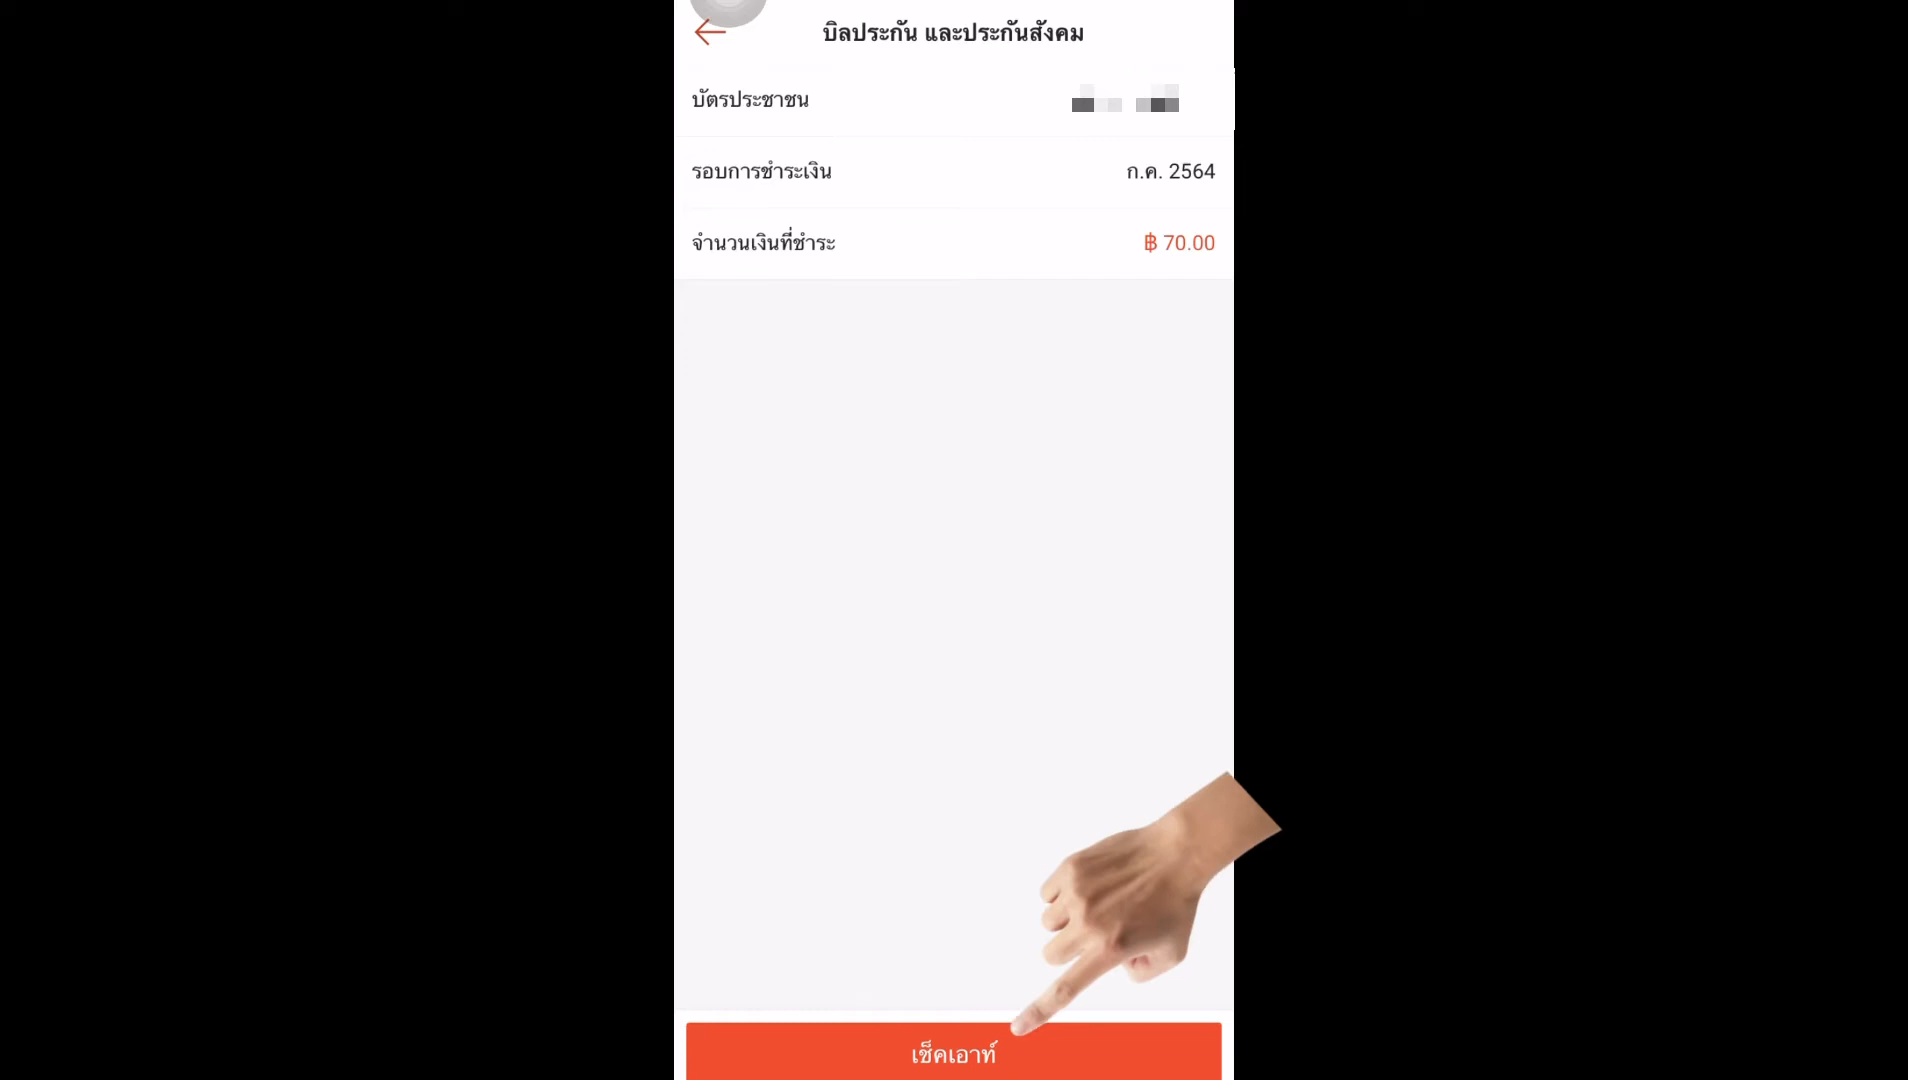 บิลประกัน และประกันสังคม
บัตรประชาชน
รอบการชำระเงิน ก.ค. 2564
จำนวนเงินที่ชำระ ฿ 70.00
เช็คเอาท์